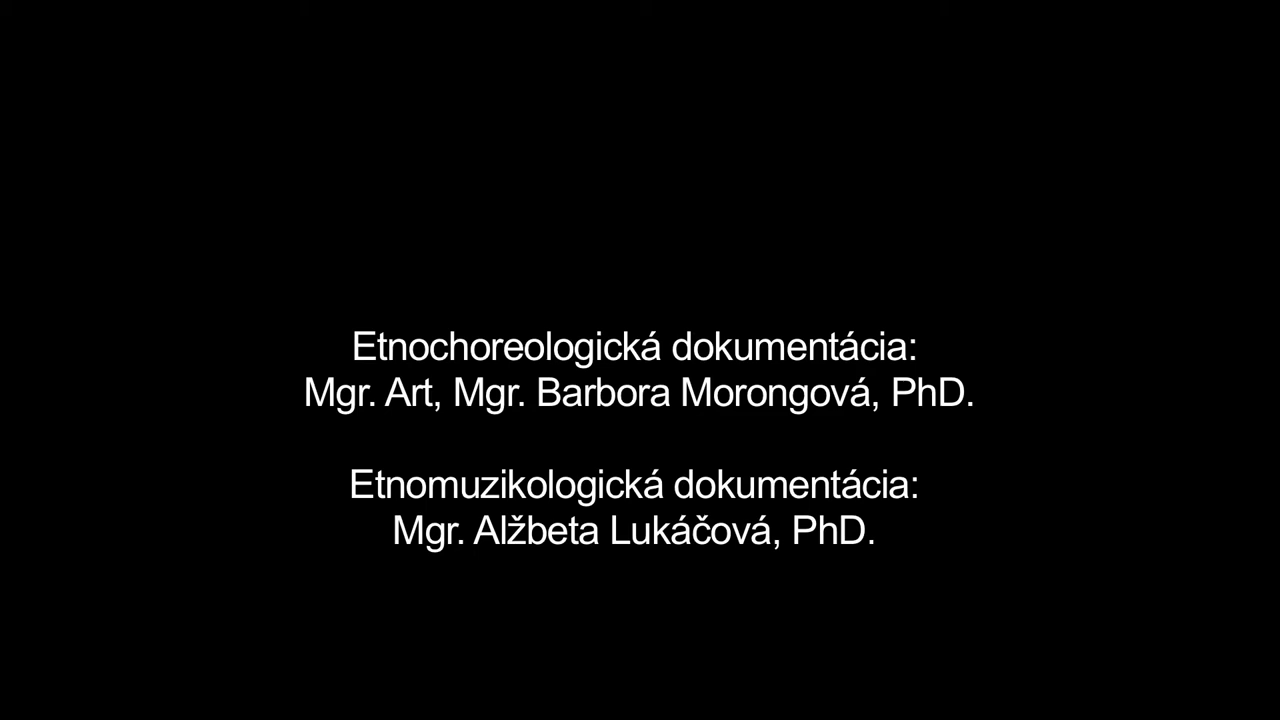 Etnochoreologická dokumentácia:
Mgr. Art, Mgr. Barbora Morongová, PhD.
Etnomuzikologická dokumentácia:
Mgr. Alžbeta Lukáčová, PhD.